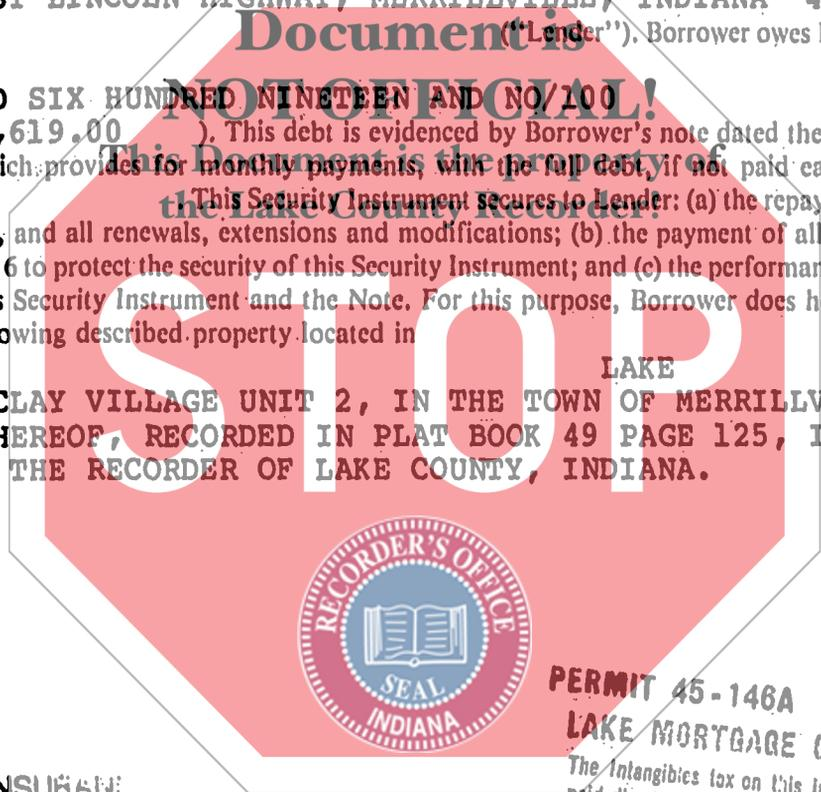 LINCOLN HIGHWAY, MERRILLVILLE, INDIANA
Document is
("Lender"). Borrower owes
NOT OFFICIAL!
SIX HUNDRED NINETEEN AND NO/100
619.00 ). This debt is evidenced by Borrower's note dated the
This Document is the property of
provides for monthly payments, with the full debt, if not paid
the Lake County Recorder!
This Security Instrument secures to Lender: (a) the
and all renewals, extensions and modifications; (b) the payment of all
6 to protect the security of this Security Instrument; and (c) the
Security Instrument and the Note. For this purpose, Borrower does
owing described property located in
LAKE
STOP
CLAY VILLAGE UNIT 2, IN THE TOWN OF MERRILLV
HEREOF, RECORDED IN PLAT BOOK 49 PAGE 125,
THE RECORDER OF LAKE COUNTY, INDIANA.
RECORDER'S OFFICE
SEAL
INDIANA
PERMIT 45-146A
LAKE MORTGAGE
The Intangibles tax on this